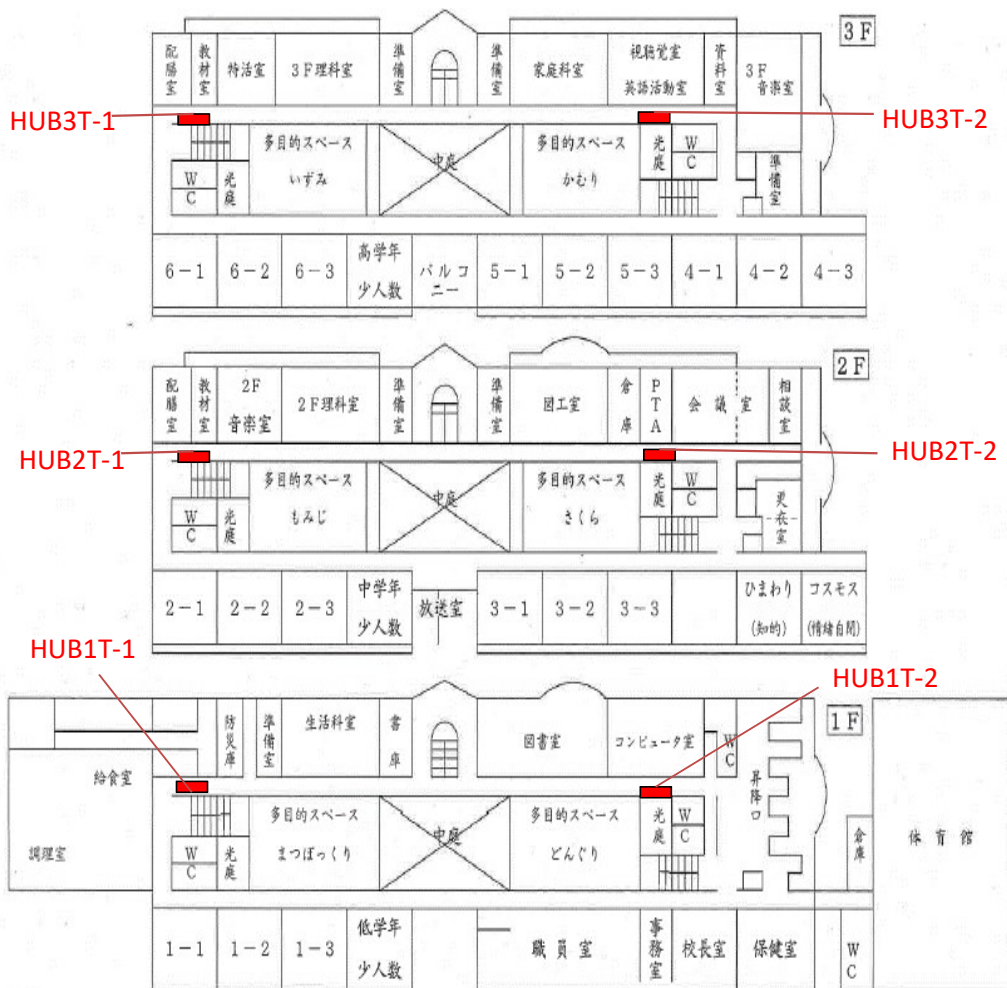 3F
配膳室
教材室
特活室
3F理科室
準備室
準備室
家庭科室
視聴覚室
英語活動室
資料室
3F
音楽室
HUB3T-1
HUB3T-2
多目的スペース
いずみ
中庭
多目的スペース
かむり
光庭
WC
準備室
WC
光庭
6-1
6-2
6-3
高学年
少人数
バルコ
ニー
5-1
5-2
5-3
4-1
4-2
4-3
2F
配膳室
教材室
2F
音楽室
2F理科室
準備室
準備室
図工室
倉庫
PTA
会議室
相談室
HUB2T-1
HUB2T-2
多目的スペース
もみじ
中庭
多目的スペース
さくら
光庭
WC
更衣室
WC
光庭
2-1
2-2
2-3
中学年
少人数
放送室
3-1
3-2
3-3
ひまわり
(知的)
コスモス
(情緒自閉)
HUB1T-1
HUB1T-2
1F
防災庫
準備室
生活科室
書庫
図書室
コンピュータ室
WC
昇降口
給食室
調理室
多目的スペース
まつぼっくり
中庭
多目的スペース
どんぐり
光庭
WC
倉庫
体育館
WC
光庭
1-1
1-2
1-3
低学年
少人数
職員室
事務室
校長室
保健室
WC